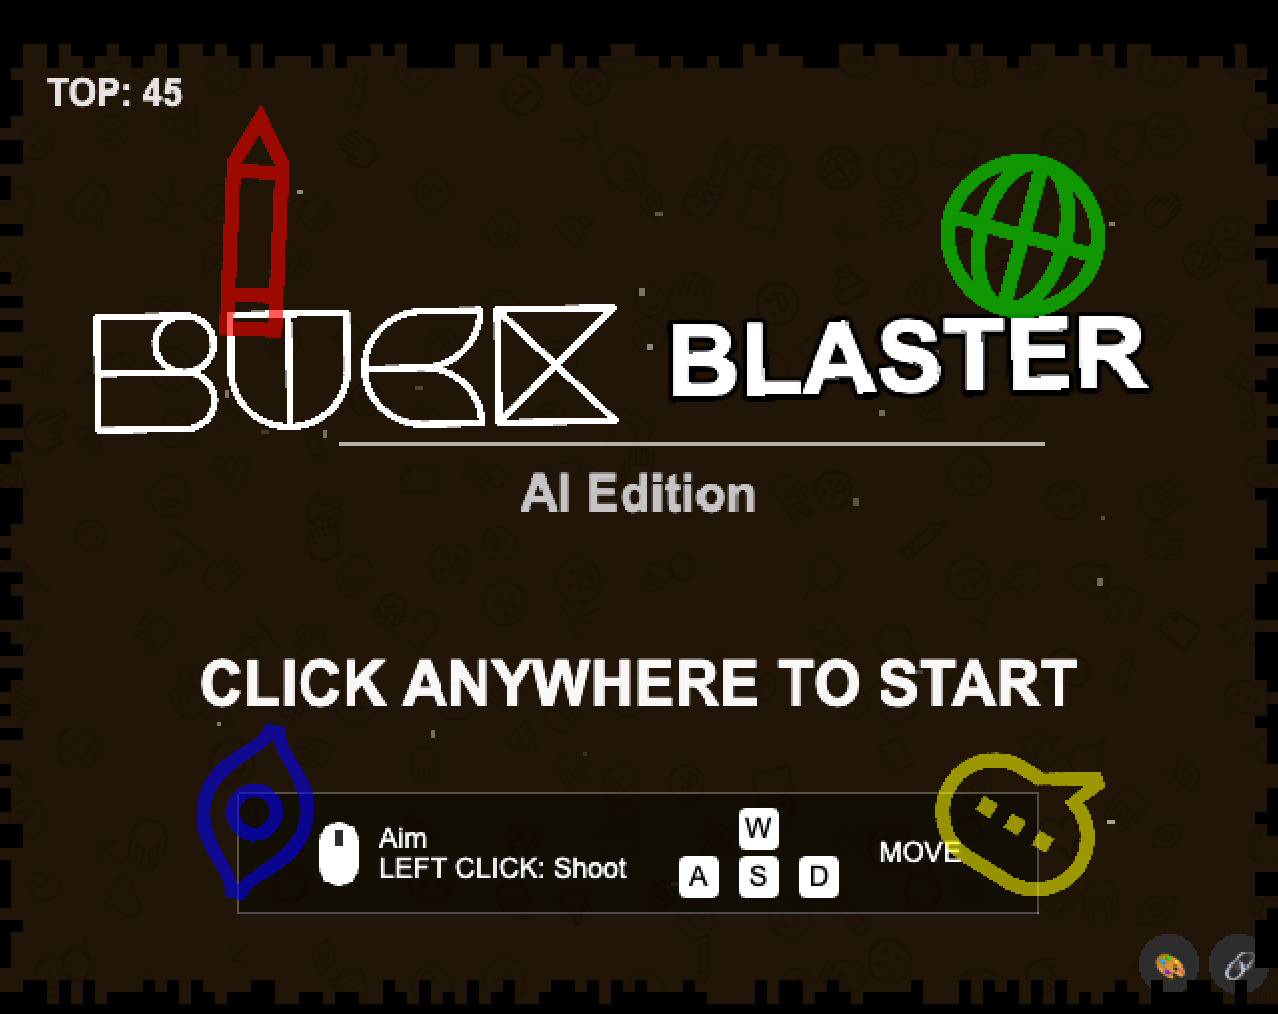 TOP: 45
BUCK BLASTER
AI Edition
CLICK ANYWHERE TO START
Aim
LEFT CLICK: Shoot
W
A S D
MOVE